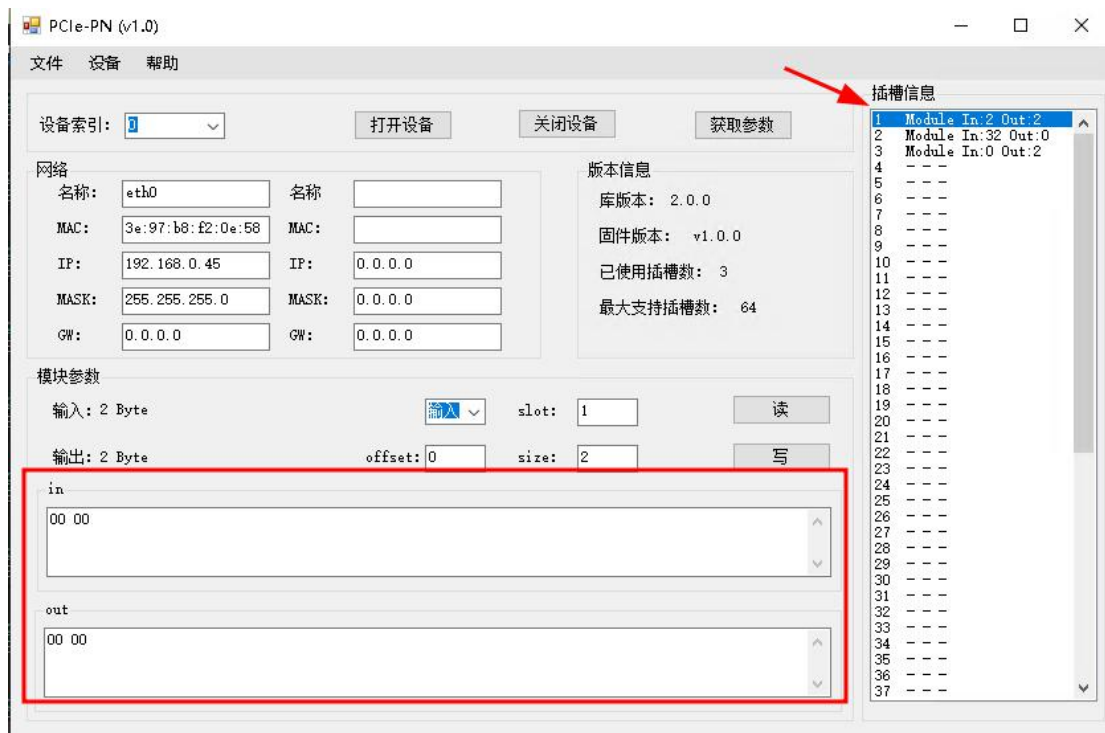 PCIe-PN (v1.0)
文件 设备 帮助
设备索引: 0 打开设备 关闭设备 获取参数
网络
名称: eth0 名称
MAC: 3e:97:b8:f2:0e:58 MAC:
IP: 192.168.0.45 IP: 0.0.0.0
MASK: 255.255.255.0 MASK: 0.0.0.0
GW: 0.0.0.0 GW: 0.0.0.0
版本信息
库版本: 2.0.0
固件版本: v1.0.0
已使用插槽数: 3
最大支持插槽数: 64
模块参数
输入: 2 Byte 输入 slot: 1 读
输出: 2 Byte offset: 0 size: 2 写
in
00 00
out
00 00
插槽信息
1 Module In:2 Out:2
2 Module In:32 Out:0
3 Module In:0 Out:2
4 - - -
5 - - -
6 - - -
7 - - -
8 - - -
9 - - -
10 - - -
11 - - -
12 - - -
13 - - -
14 - - -
15 - - -
16 - - -
17 - - -
18 - - -
19 - - -
20 - - -
21 - - -
22 - - -
23 - - -
24 - - -
25 - - -
26 - - -
27 - - -
28 - - -
29 - - -
30 - - -
31 - - -
32 - - -
33 - - -
34 - - -
35 - - -
36 - - -
37 - - -